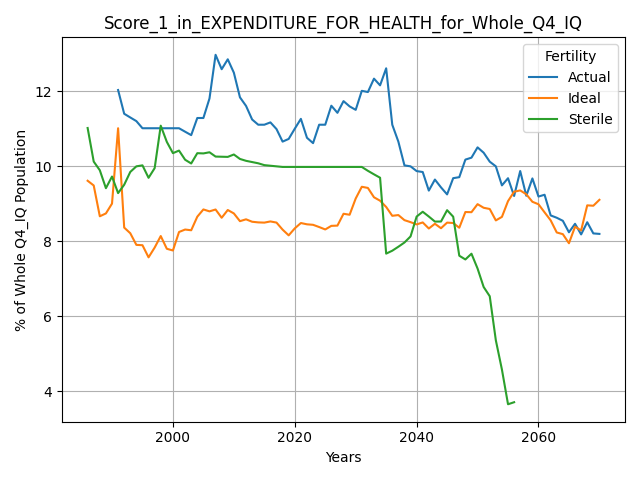 Score_1_in_EXPENDITURE_FOR_HEALTH_for_Whole_Q4_IQ
Fertility
Actual
Ideal
Sterile
% of Whole Q4_IQ Population
12
10
8
6
4
2000 2020 2040 2060
Years